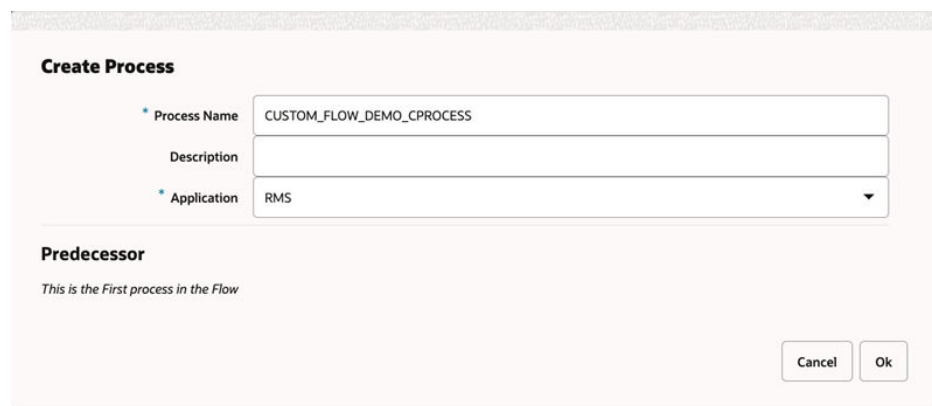 Create Process
* Process Name CUSTOM_FLOW_DEMO_CPROCESS
Description
* Application RMS
Predecessor
This is the First process in the Flow
Cancel Ok